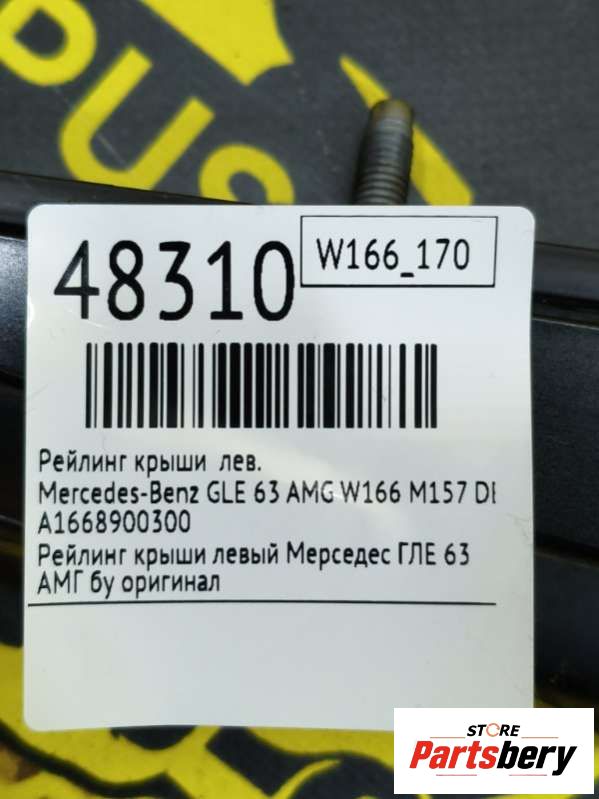 PUS
48310
W166_170
Рейлинг крыши лев.
Mercedes-Benz GLE 63 AMG W166 M157 DE
A1668900300
Рейлинг крыши левый Мерседес ГЛЕ 63
АМГ бу оригинал
STORE
Partsbery